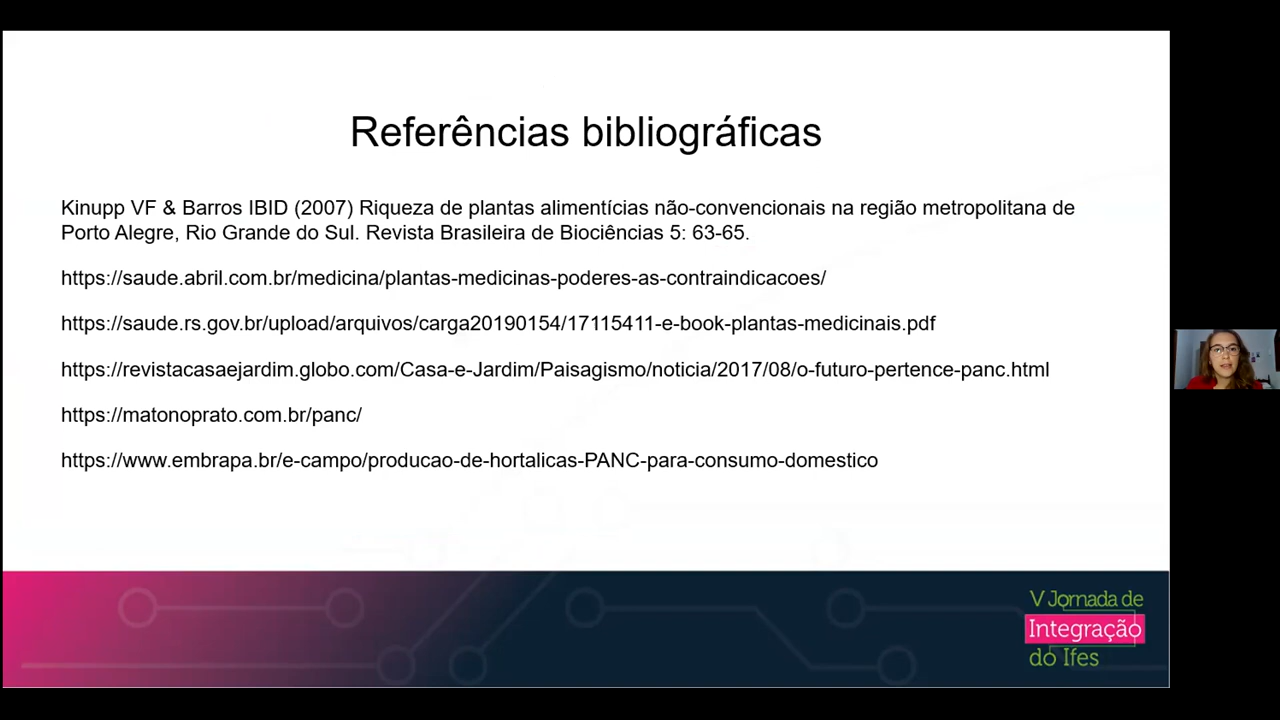 Referências bibliográficas
Kinupp VF & Barros IBID (2007) Riqueza de plantas alimentícias não-convencionais na região metropolitana de
Porto Alegre, Rio Grande do Sul. Revista Brasileira de Biociências 5: 63-65.
https://saude.abril.com.br/medicina/plantas-medicinas-poderes-as-contraindicacoes/
https://saude.rs.gov.br/upload/arquivos/carga20190154/17115411-e-book-plantas-medicinais.pdf
https://revistacasaejardim.globo.com/Casa-e-Jardim/Paisagismo/noticia/2017/08/o-futuro-pertence-panc.html
https://matonoprato.com.br/panc/
https://www.embrapa.br/e-campo/producao-de-hortalicas-PANC-para-consumo-domestico
V Jornada de
Integração
do Ifes